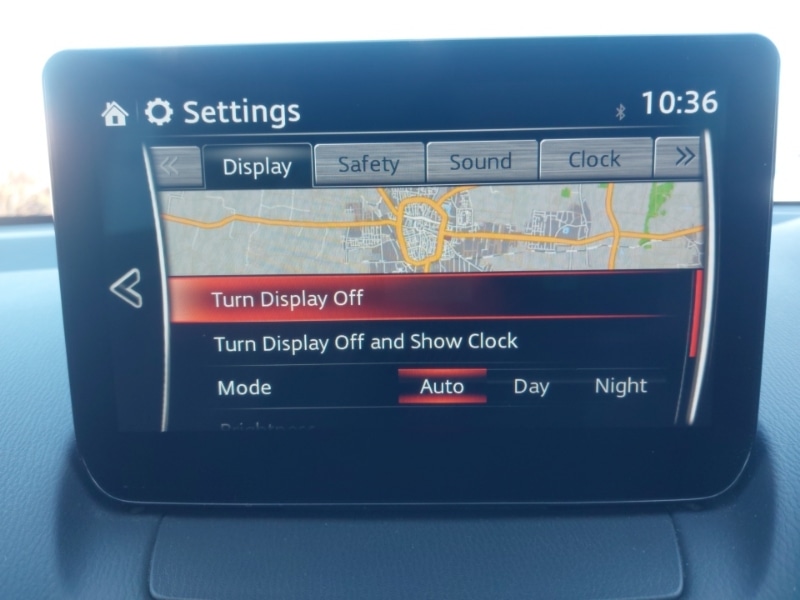 Settings 10:36
Display Safety Sound Clock
Turn Display Off
Turn Display Off and Show Clock
Mode Auto Day Night
Brightness